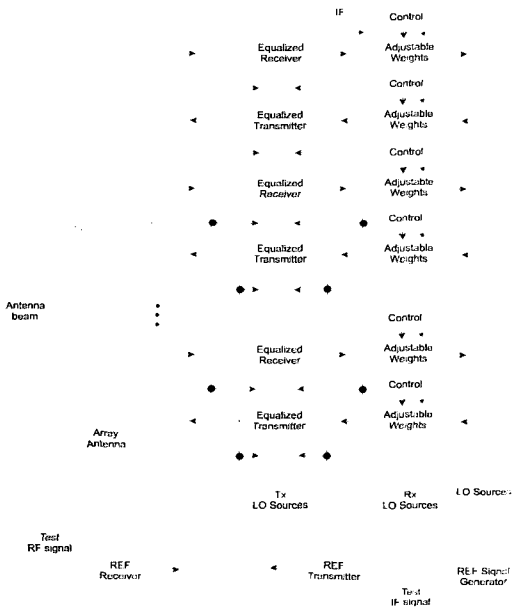 IF
Control
Equalized
Receiver
Adjustable
Weights
Control
Equalized
Transmitter
Adjustable
Weights
Control
Equalized
Receiver
Adjustable
Weights
Control
Equalized
Transmitter
Adjustable
Weights
Antenna
beam
Control
Equalized
Receiver
Adjustable
Weights
Control
Equalized
Transmitter
Adjustable
Weights
Array
Antenna
Tx
LO Sources
Rx
LO Sources
LO Sources
Test
RF signal
REF
Receiver
REF
Transmitter
REF Signal
Generator
Test
IF signal